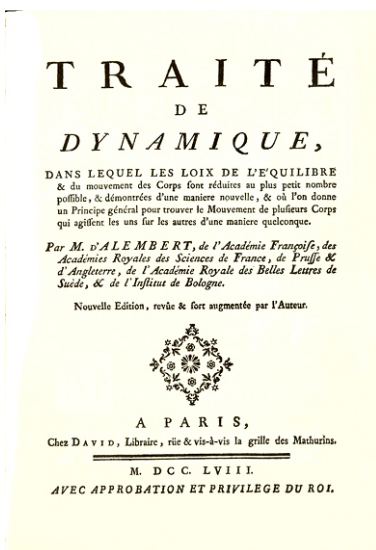 TRAITÉ
DE
DYNAMIQUE,
DANS LEQUEL LES LOIX DE L'EQUILIBRE
& du mouvement des Corps sont réduites au plus petit nombre
possible, & démontrées d'une maniere nouvelle, & où l'on donne
un Principe général pour trouver le Mouvement de plusieurs Corps
qui agissent les uns sur les autres d'une maniere quelconque.
Par M. D'ALEMBERT, de l'Académie Françoise, des
Académies Royales des Sciences de France, de Prusse &
d'Angleterre, de l'Académie Royale des Belles Lettres de
Suède, & de l'Institut de Bologne.
Nouvelle Edition, revûe & fort augmentée par l'Auteur.
A PARIS,
Chez DAVID, Libraire, rüe & vis-à-vis la grille des Mathurins.
M. DCC. LVIII.
AVEC APPROBATION ET PRIVILEGE DU ROI.